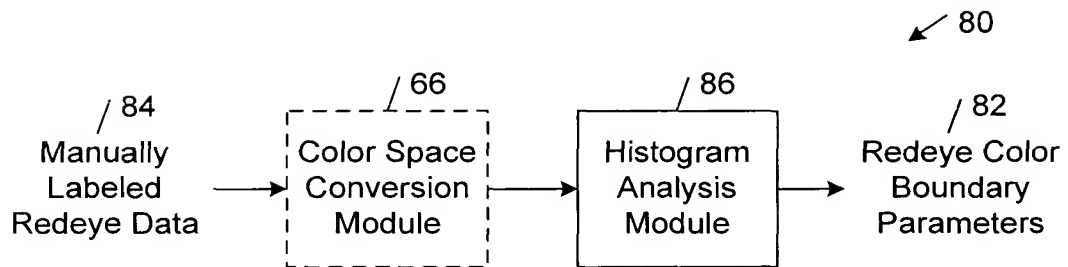 80
84
Manually
Labeled
Redeye Data
66
Color Space
Conversion
Module
86
Histogram
Analysis
Module
82
Redeye Color
Boundary
Parameters